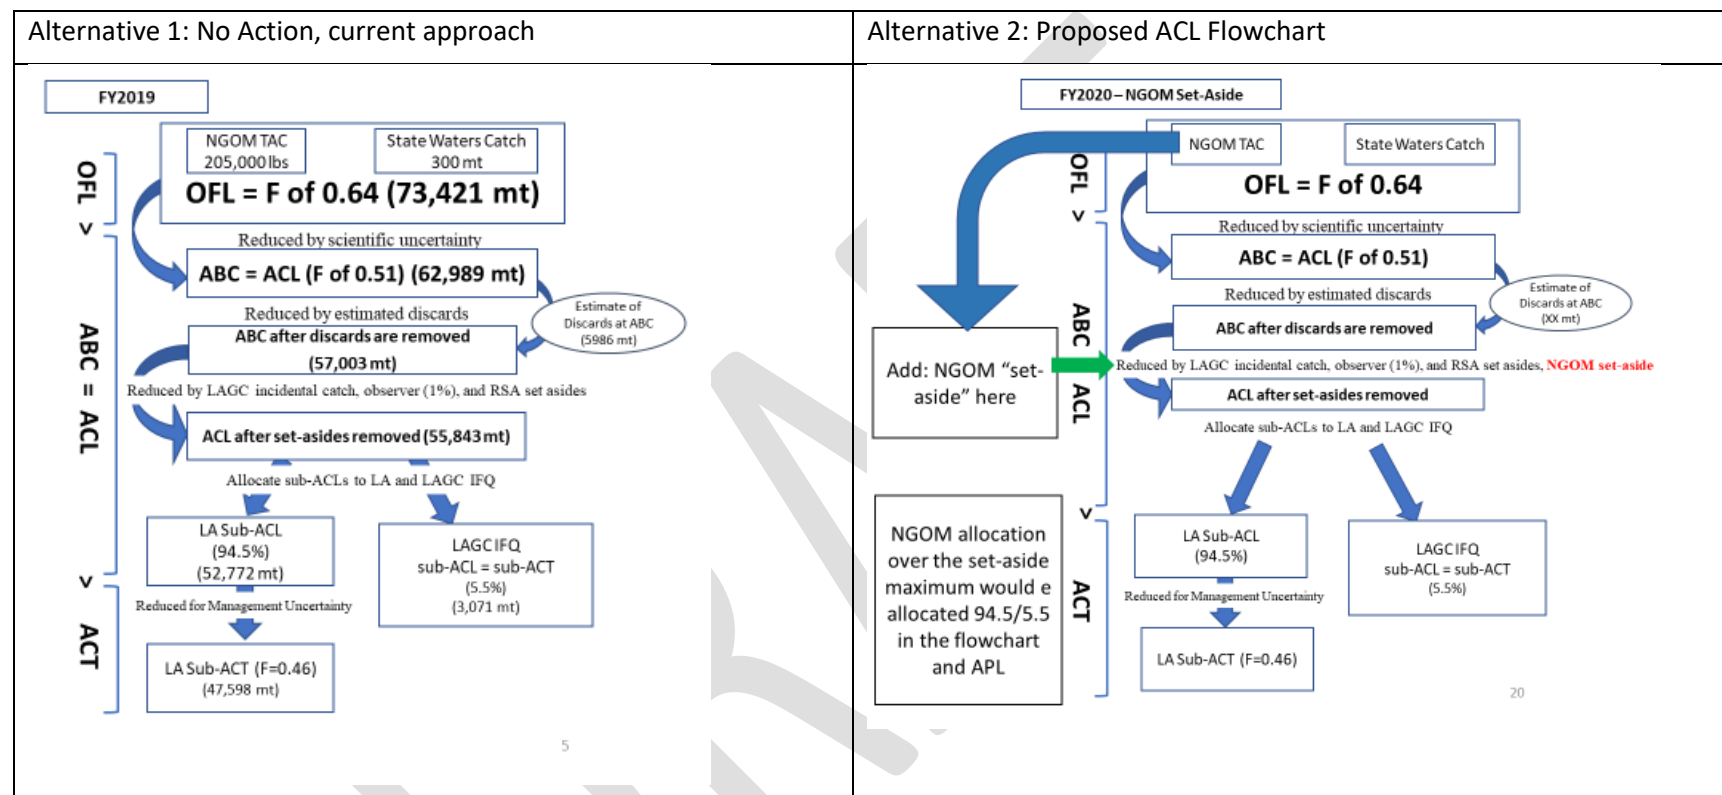 Alternative 1: No Action, current approach
FY2019
NGOM TAC
205,000 lbs
State Waters Catch
300 mt
OFL = F of 0.64 (73,421 mt)
OFL
>
Reduced by scientific uncertainty
ABC = ACL (F of 0.51) (62,989 mt)
Reduced by estimated discards
Estimate of
Discards at ABC
(5986 mt)
ABC after discards are removed
(57,003 mt)
ABC = ACL
Reduced by LAGC incidental catch, observer (1%), and RSA set asides
ACL after set-asides removed (55,843 mt)
Allocate sub-ACLs to LA and LAGC IFQ
LA Sub-ACL
(94.5%)
(52,772 mt)
LAGC IFQ
sub-ACL = sub-ACT
(5.5%)
(3,071 mt)
>
Reduced for Management Uncertainty
ACT
LA Sub-ACT (F=0.46)
(47,598 mt)
5
Alternative 2: Proposed ACL Flowchart
FY2020 – NGOM Set-Aside
NGOM TAC
State Waters Catch
OFL = F of 0.64
OFL
>
Reduced by scientific uncertainty
ABC = ACL (F of 0.51)
Reduced by estimated discards
Estimate of
Discards at ABC
(XX mt)
ABC after discards are removed
ABC
ACL
Add: NGOM “set-
aside” here
Reduced by LAGC incidental catch, observer (1%), and RSA set asides, NGOM set-aside
ACL after set-asides removed
Allocate sub-ACLs to LA and LAGC IFQ
NGOM allocation
over the set-aside
maximum would e
allocated 94.5/5.5
in the flowchart
and APL
>
LA Sub-ACL
(94.5%)
LAGC IFQ
sub-ACL = sub-ACT
(5.5%)
ACT
Reduced for Management Uncertainty
LA Sub-ACT (F=0.46)
20